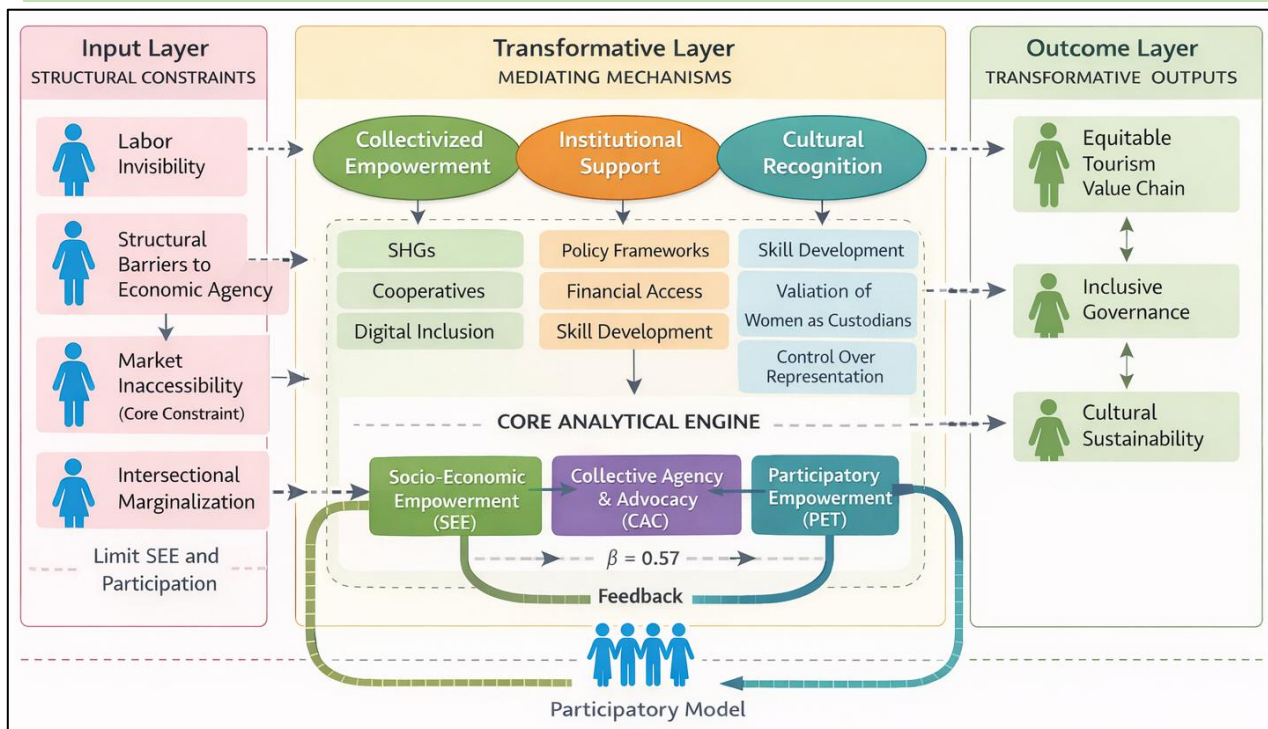 Input Layer
STRUCTURAL CONSTRAINTS
Labor
Invisibility
Structural
Barriers to
Economic Agency
Market
Inaccessibility
(Core Constraint)
Intersectional
Marginalization
Limit SEE and
Participation
Transformative Layer
MEDIATING MECHANISMS
Collectivized
Empowerment
Institutional
Support
Cultural
Recognition
SHGs
Cooperatives
Digital Inclusion
Policy Frameworks
Financial Access
Skill Development
Skill Development
Valiation of
Women as Custodians
Control Over
Representation
CORE ANALYTICAL ENGINE
Socio-Economic
Empowerment
(SEE)
Collective Agency
& Advocacy
(CAC)
Participatory
Empowerment
(PET)
β = 0.57
Feedback
Participatory Model
Outcome Layer
TRANSFORMATIVE OUTPUTS
Equitable
Tourism
Value Chain
Inclusive
Governance
Cultural
Sustainability